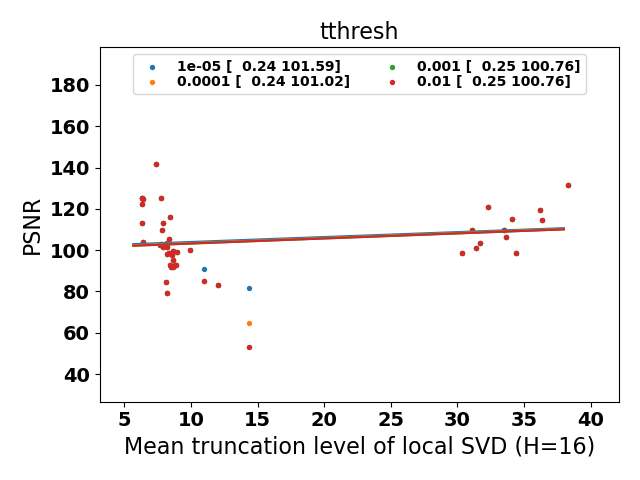 tthresh
1e-05 [  0.24 101.59]
0.0001 [  0.24 101.02]
0.001 [  0.25 100.76]
0.01 [  0.25 100.76]
PSNR
180
160
140
120
100
80
60
40
5 10 15 20 25 30 35 40
Mean truncation level of local SVD (H=16)